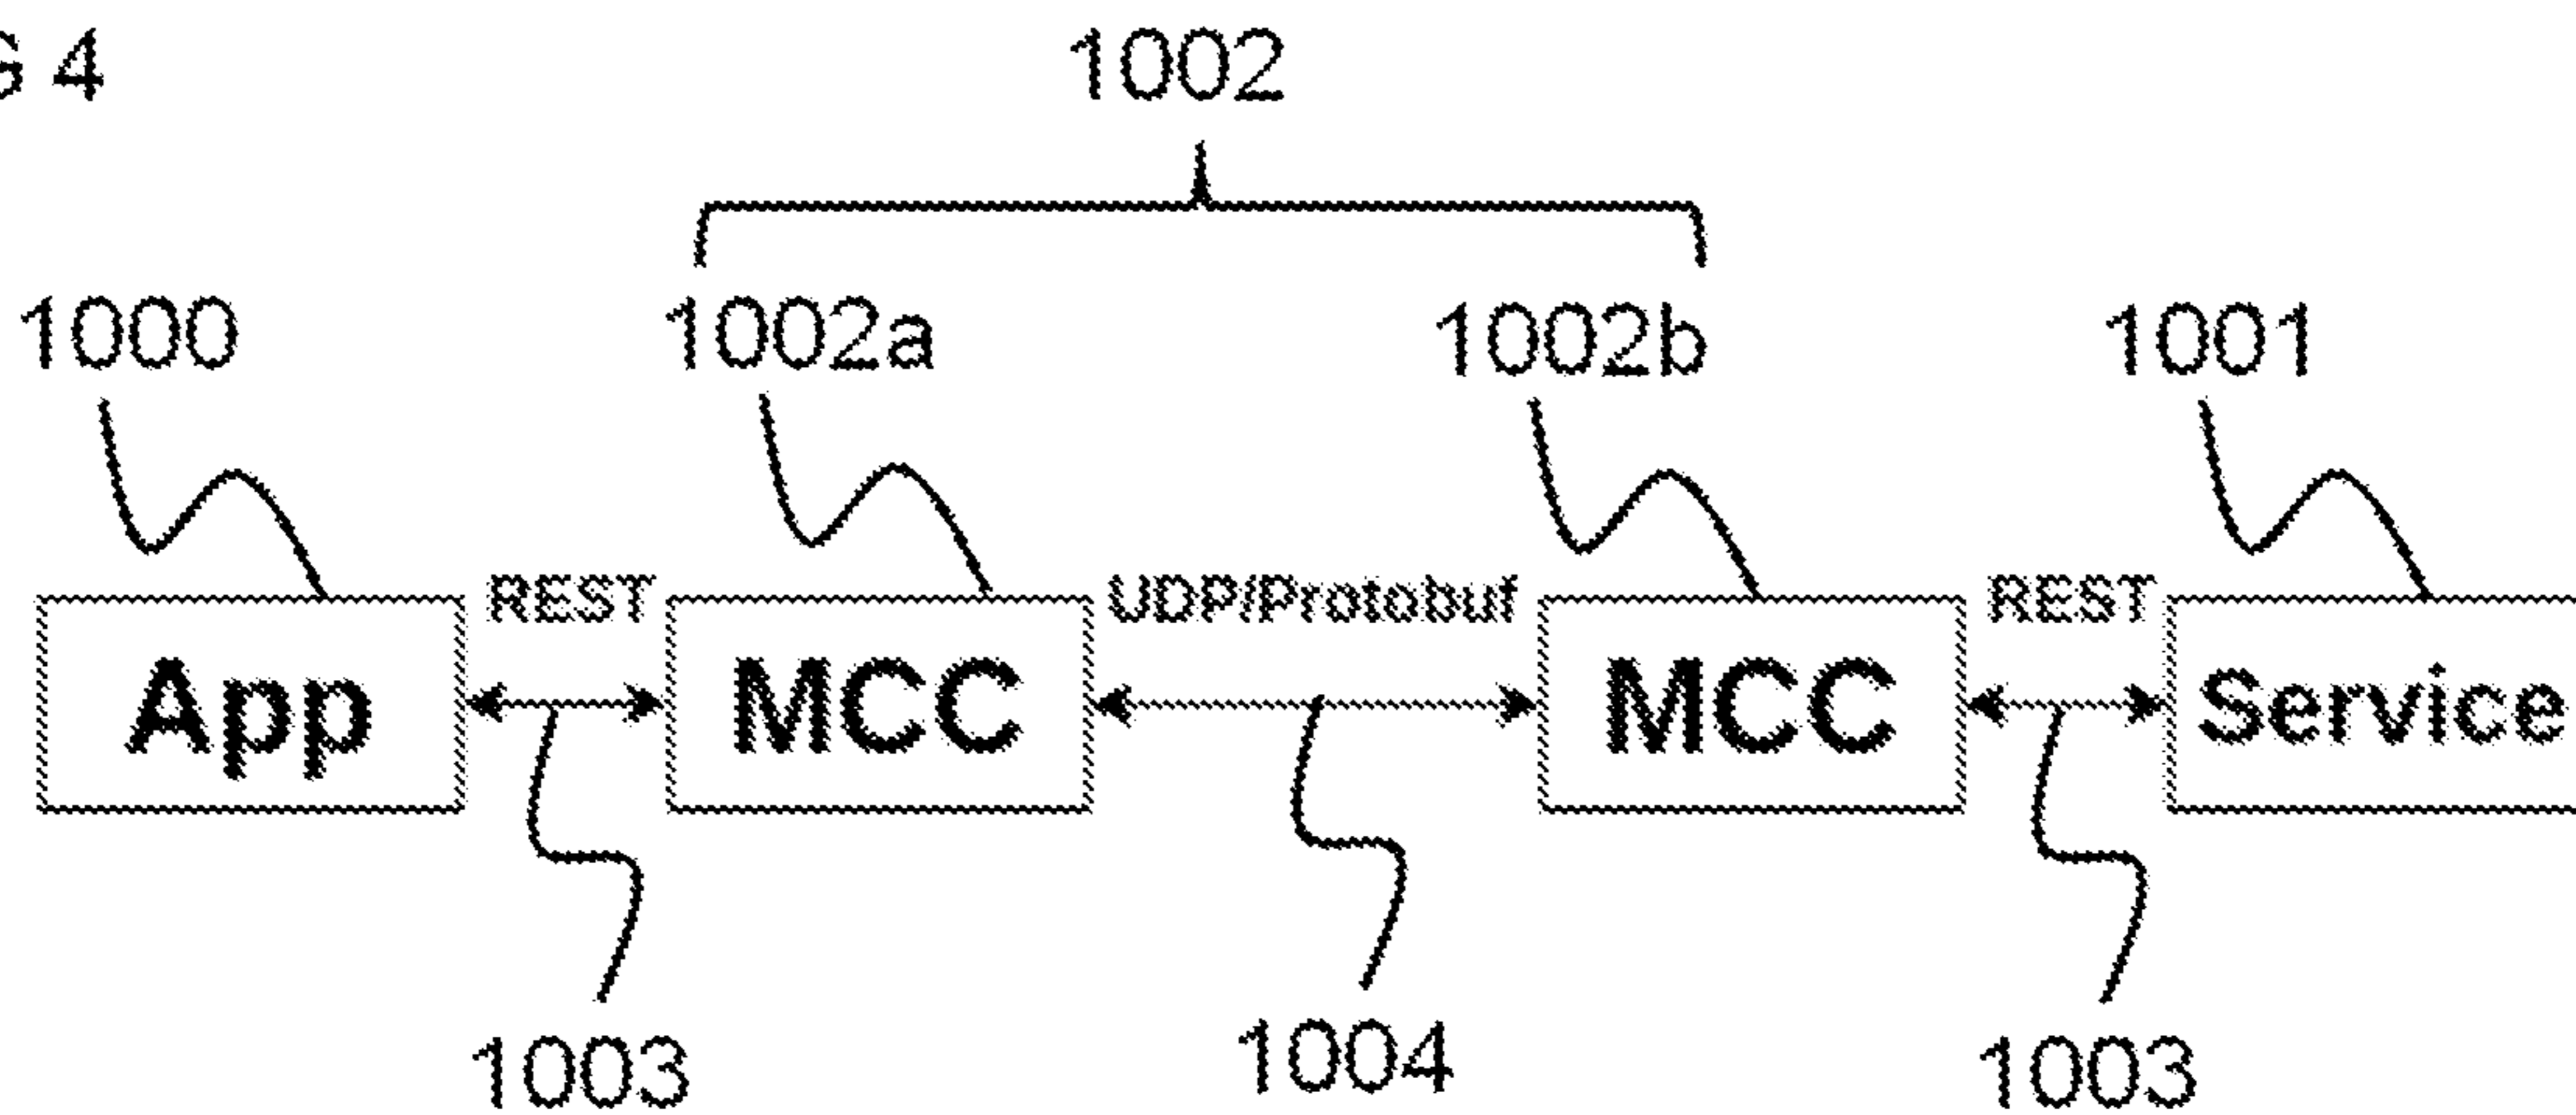 G 4
1002
1000 1002a 1002b 1001
REST UDP/Protobuf REST
App MCC MCC Service
1003 1004 1003